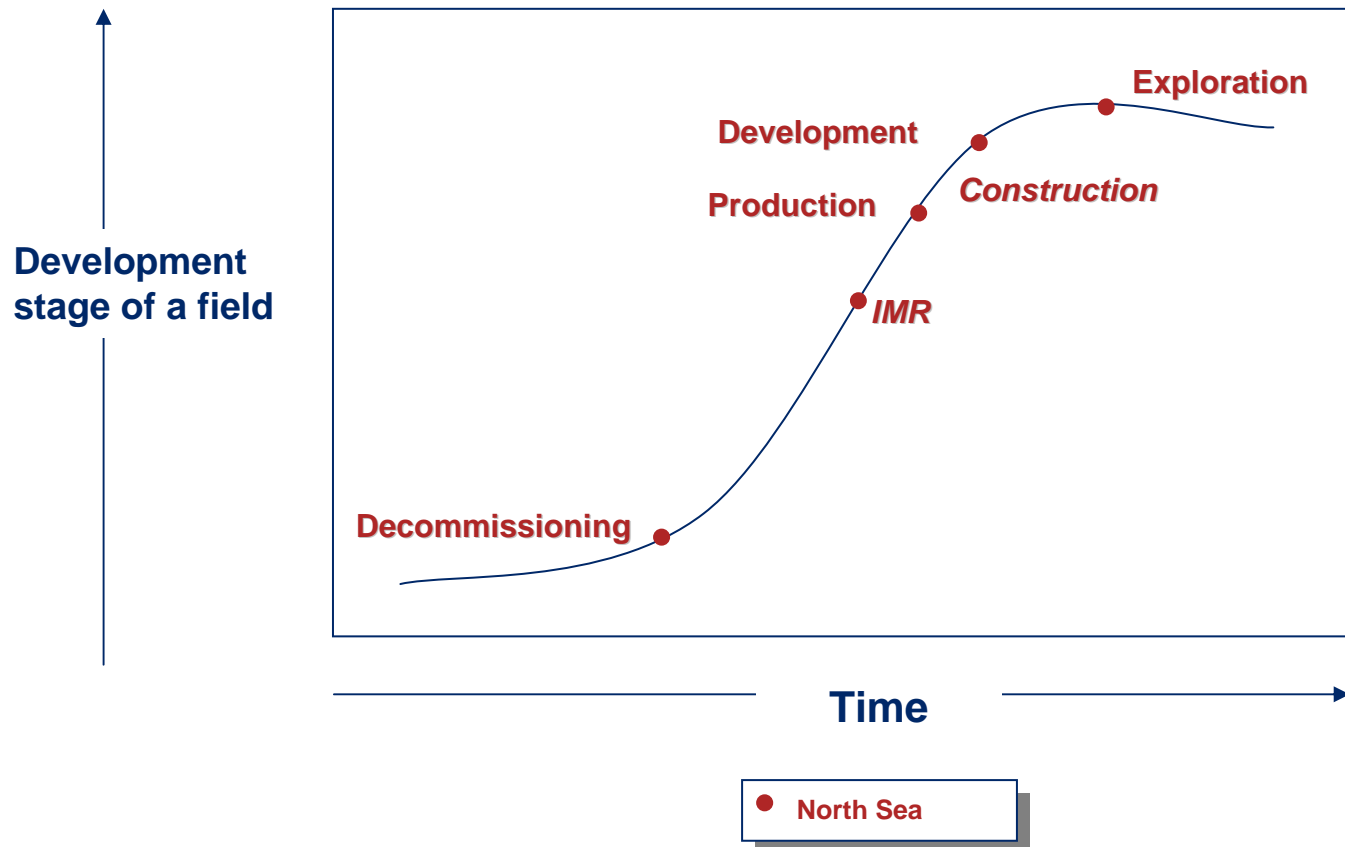 Exploration
Development
Construction
Production
Development
stage of a field
IMR
Decommissioning
Time
North Sea